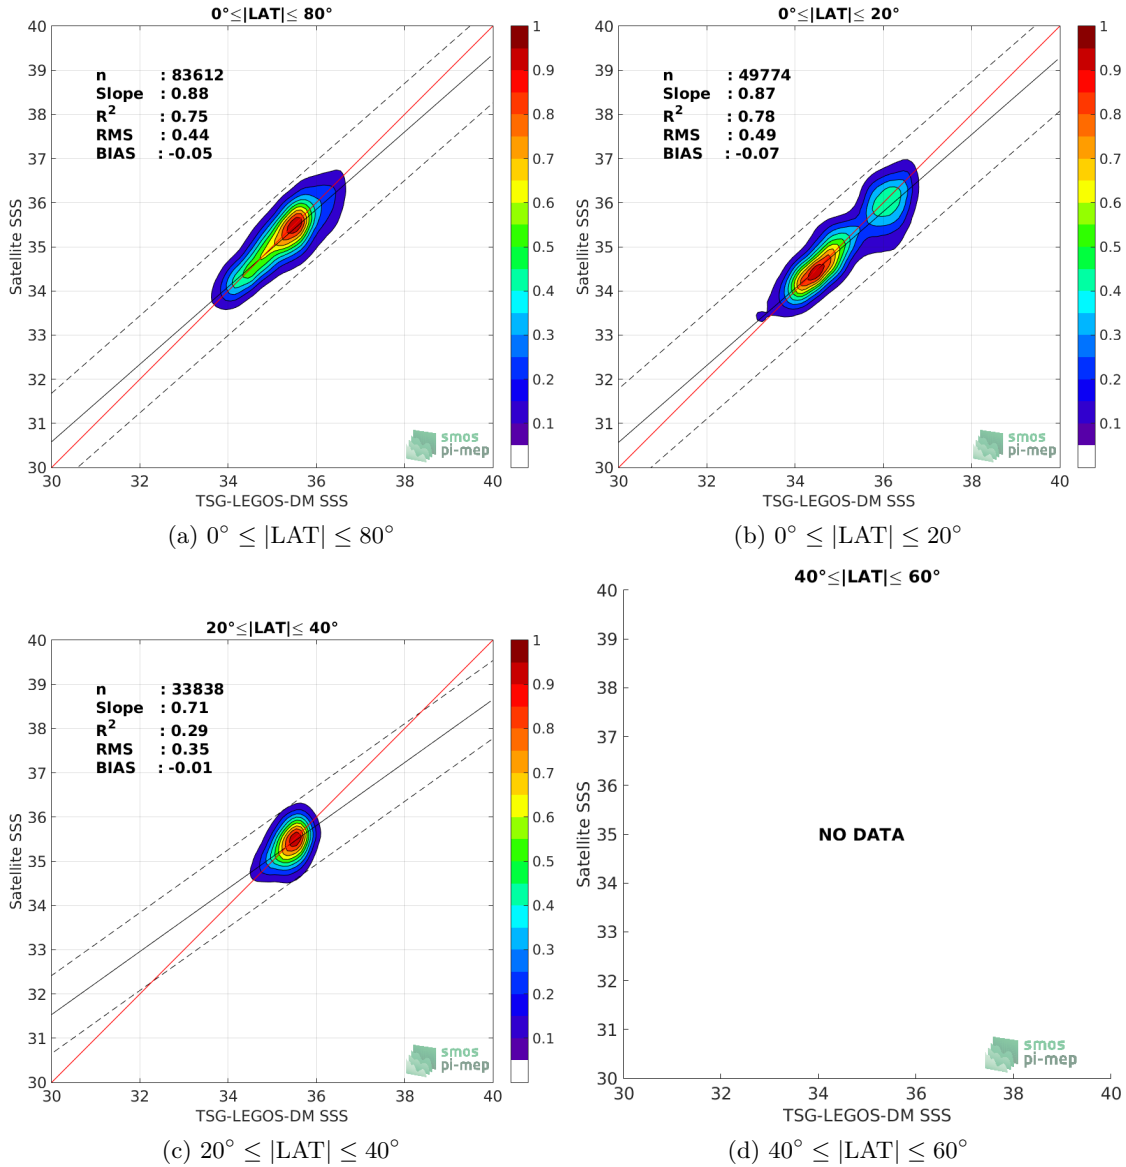 0°≤|LAT|≤ 80°
n : 83612
Slope : 0.88
R² : 0.75
RMS : 0.44
BIAS : -0.05
40
39
38
37
36
35
34
33
32
31
30
30 32 34 36 38 40
Satellite SSS
TSG-LEGOS-DM SSS
1
0.9
0.8
0.7
0.6
0.5
0.4
0.3
0.2
0.1
smos
pi-mep
(a) 0° ≤ |LAT| ≤ 80°
0°≤|LAT|≤ 20°
n : 49774
Slope : 0.87
R² : 0.78
RMS : 0.49
BIAS : -0.07
40
39
38
37
36
35
34
33
32
31
30
30 32 34 36 38 40
Satellite SSS
TSG-LEGOS-DM SSS
1
0.9
0.8
0.7
0.6
0.5
0.4
0.3
0.2
0.1
smos
pi-mep
(b) 0° ≤ |LAT| ≤ 20°
20°≤|LAT|≤ 40°
n : 33838
Slope : 0.71
R² : 0.29
RMS : 0.35
BIAS : -0.01
40
39
38
37
36
35
34
33
32
31
30
30 32 34 36 38 40
Satellite SSS
TSG-LEGOS-DM SSS
1
0.9
0.8
0.7
0.6
0.5
0.4
0.3
0.2
0.1
smos
pi-mep
(c) 20° ≤ |LAT| ≤ 40°
40°≤|LAT|≤ 60°
40
39
38
37
36
35
34
33
32
31
30
30 32 34 36 38 40
Satellite SSS
NO DATA
TSG-LEGOS-DM SSS
smos
pi-mep
(d) 40° ≤ |LAT| ≤ 60°